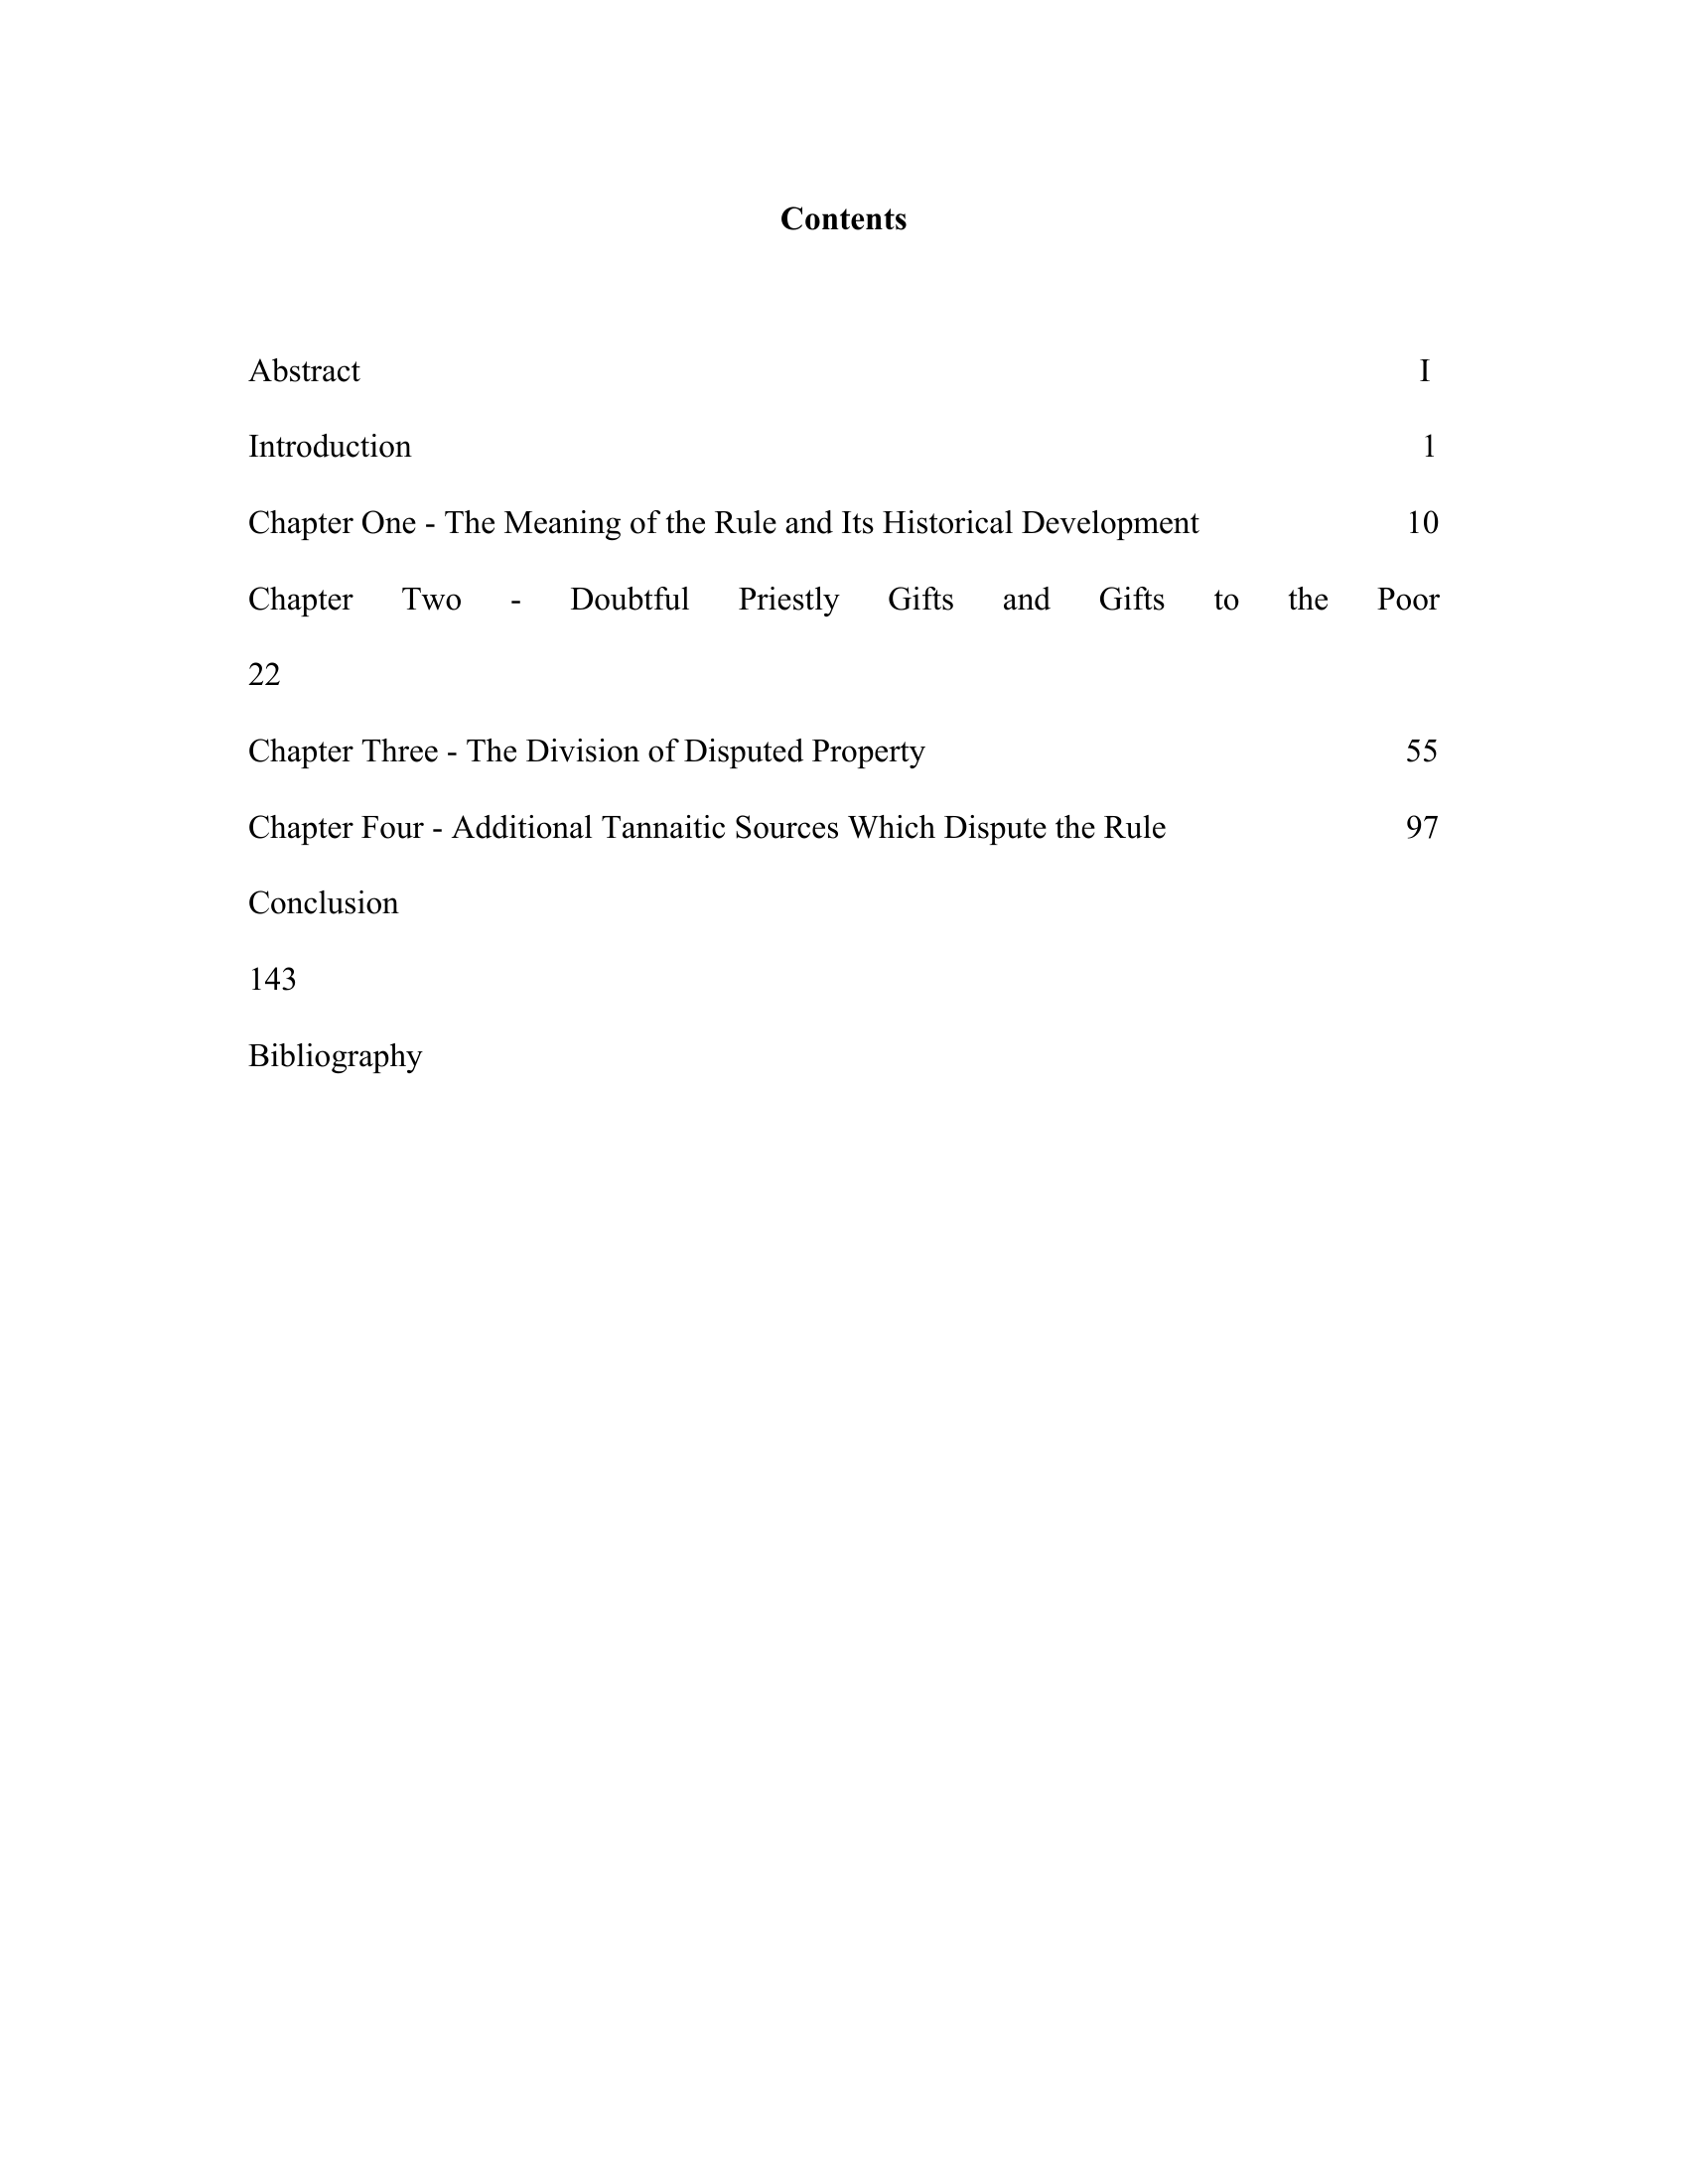 Contents
Abstract I
Introduction 1
Chapter One - The Meaning of the Rule and Its Historical Development 10
Chapter Two - Doubtful Priestly Gifts and Gifts to the Poor
22
Chapter Three - The Division of Disputed Property 55
Chapter Four - Additional Tannaitic Sources Which Dispute the Rule 97
Conclusion
143
Bibliography